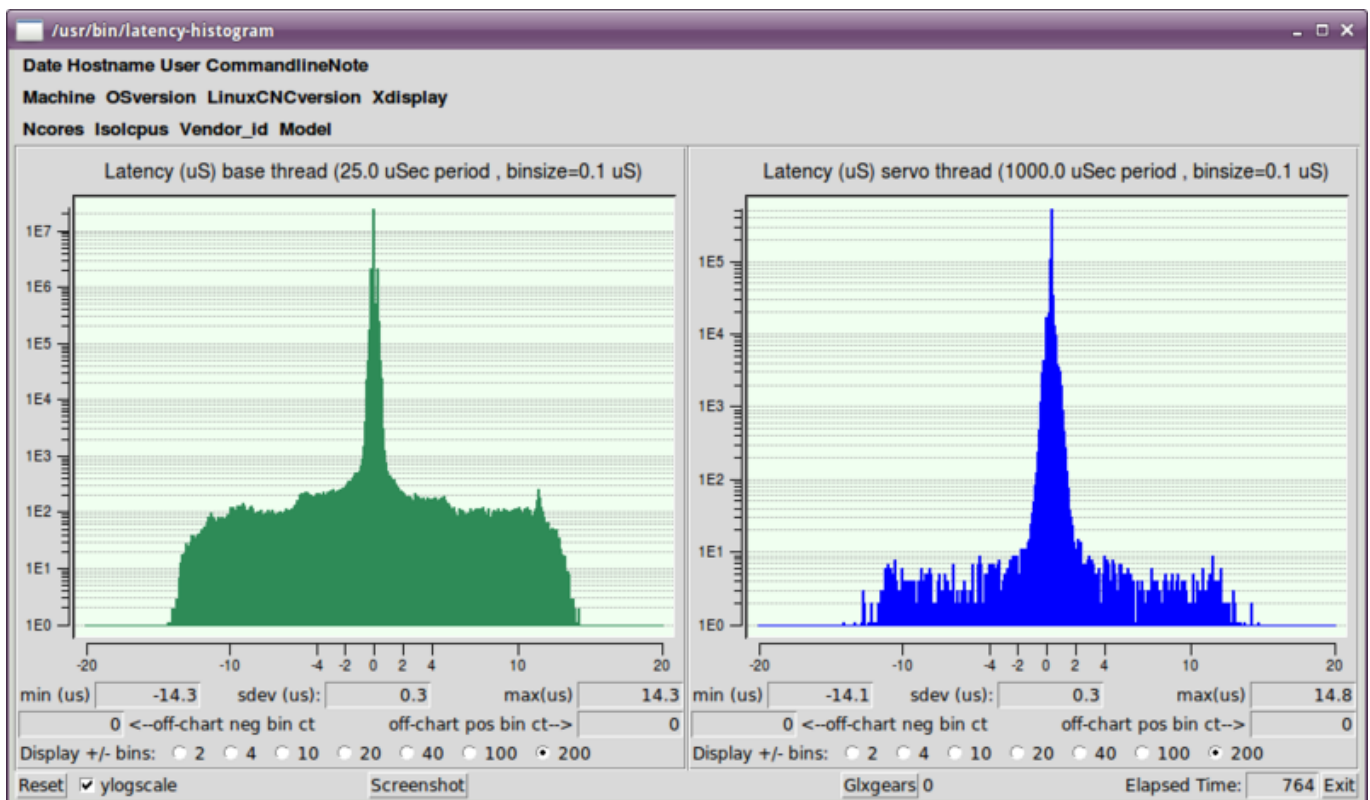 /usr/bin/latency-histogram
Date Hostname User CommandlineNote
Machine OSversion LinuxCNCversion Xdisplay
Ncores Isolcpus Vendor_id Model
Latency (uS) base thread (25.0 uSec period , binsize=0.1 uS)
1E7
1E6
1E5
1E4
1E3
1E2
1E1
1E0
-20 -10 -4 -2 0 2 4 10 20
min (us) -14.3 sdev (us): 0.3 max(us) 14.3
0 <--off-chart neg bin ct off-chart pos bin ct--> 0
Display +/- bins: 2 4 10 20 40 100 200
Latency (uS) servo thread (1000.0 uSec period , binsize=0.1 uS)
1E5
1E4
1E3
1E2
1E1
1E0
-20 -10 -4 -2 0 2 4 10 20
min (us) -14.1 sdev (us): 0.3 max(us) 14.8
0 <--off-chart neg bin ct off-chart pos bin ct--> 0
Display +/- bins: 2 4 10 20 40 100 200
Reset ylogscale Screenshot Glxgears 0 Elapsed Time: 764 Exit